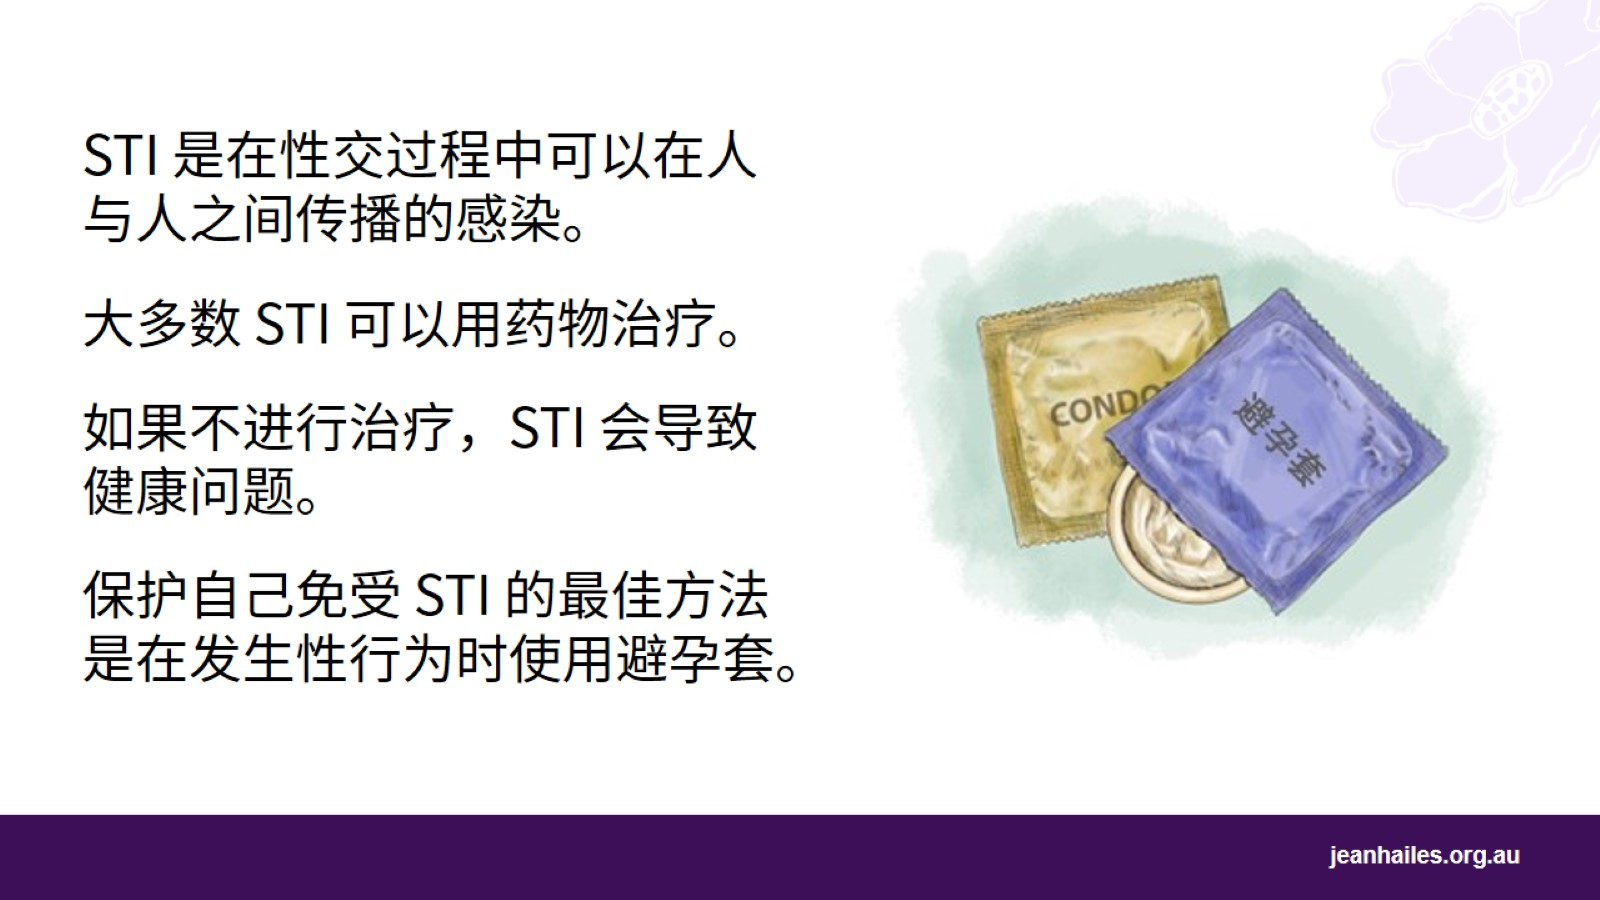 STI 是在性交过程中可以在人
与人之间传播的感染。
大多数 STI 可以用药物治疗。
如果不进行治疗，STI 会导致
健康问题。
保护自己免受 STI 的最佳方法
是在发生性行为时使用避孕套。
CONDO
避孕套
jeanhailes.org.au